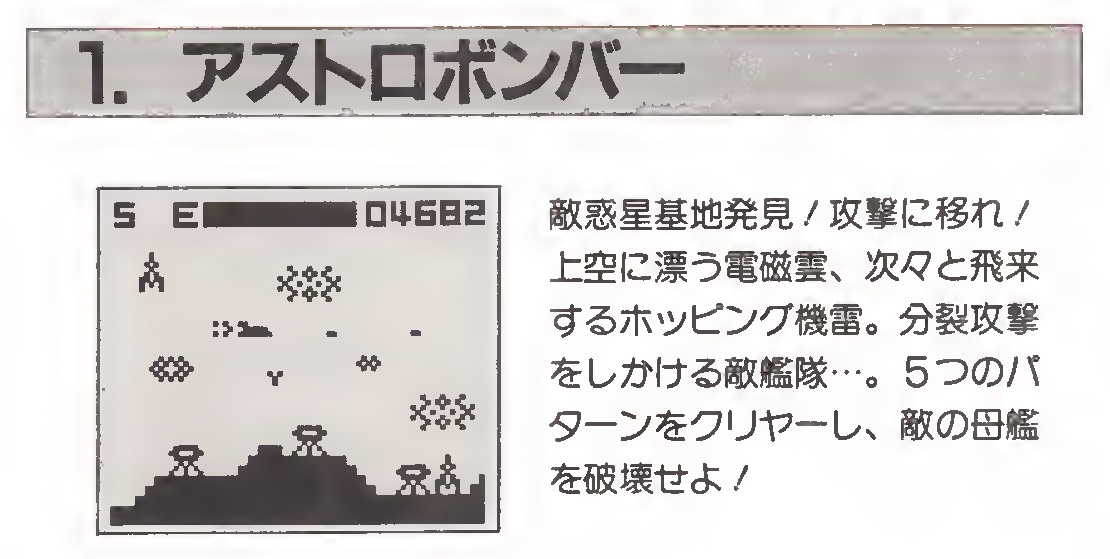 1. アストロボンバー
S E 04682
敵惑星基地発見！攻撃に移れ！
上空に漂う電磁雲、次々と飛来
するホッピング機雷。分裂攻撃
をしかける敵艦隊…。5つのパ
ターンをクリヤーし、敵の母艦
を破壊せよ！